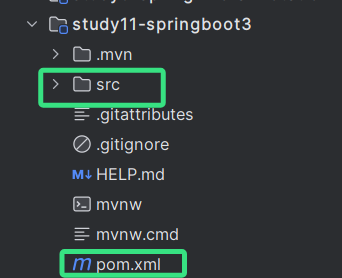 study11-springboot3
.mvn
src
.gitattributes
.gitignore
M↓ HELP.md
mvnw
mvnw.cmd
m pom.xml